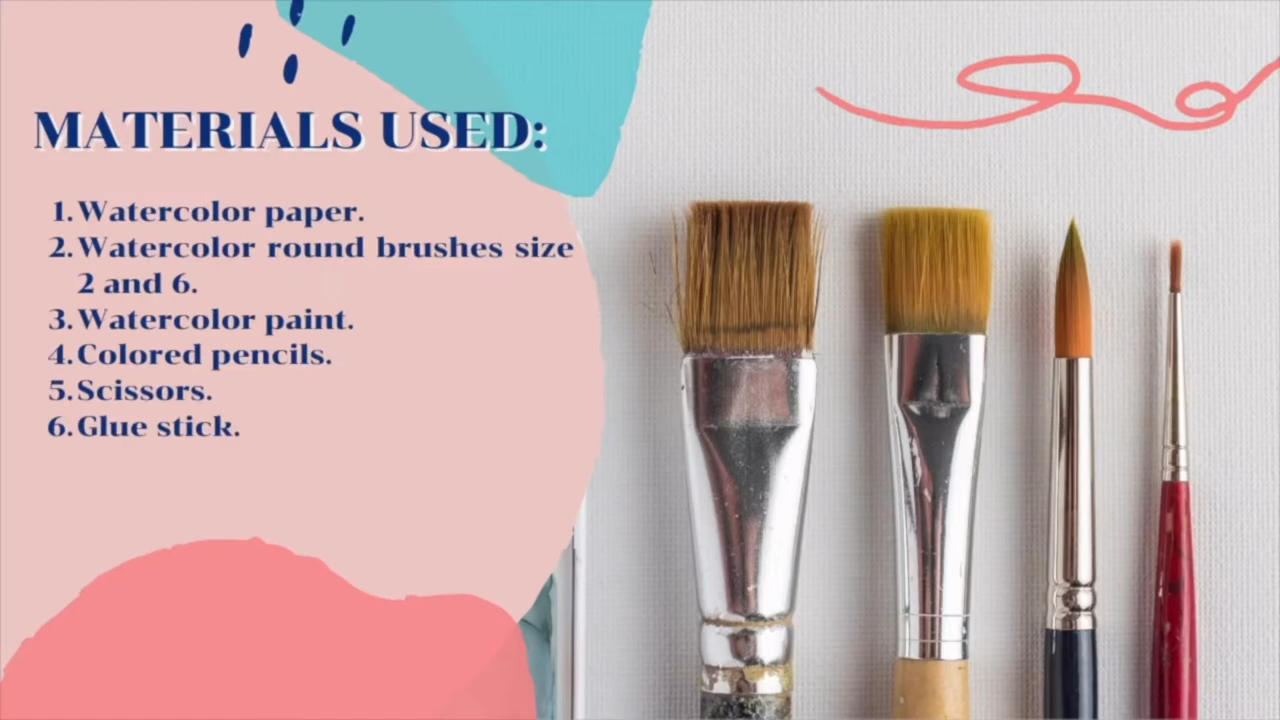 MATERIALS USED:
1. Watercolor paper.
2. Watercolor round brushes size
2 and 6.
3. Watercolor paint.
4. Colored pencils.
5. Scissors.
6. Glue stick.